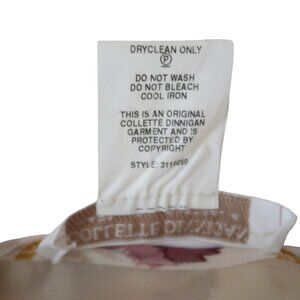 DRYCLEAN ONLY
P
DO NOT WASH
DO NOT BLEACH
COOL IRON
THIS IS AN ORIGINAL
COLLETTE DINNIGAN
GARMENT AND IS
PROTECTED BY
COPYRIGHT
STYLE:
COLLETTE DINNIGAN